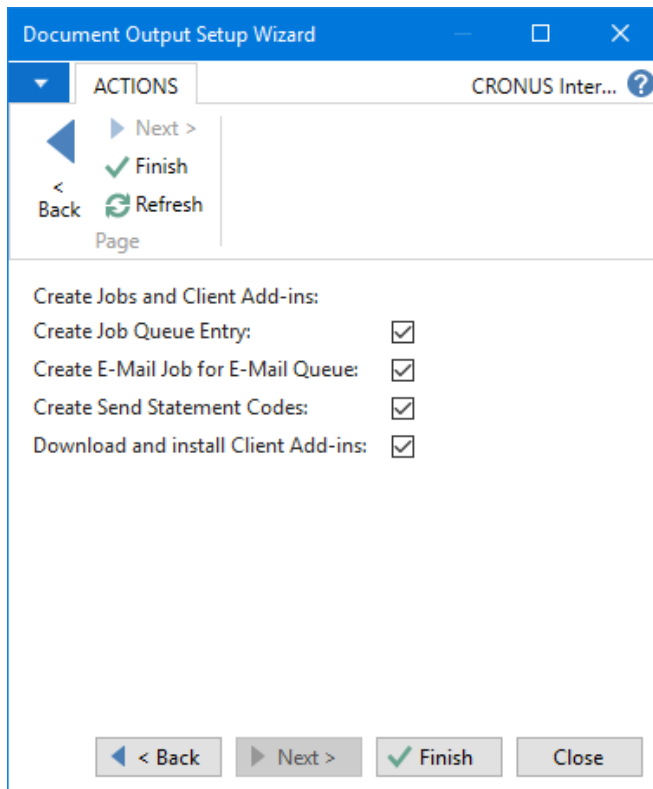 Document Output Setup Wizard
ACTIONS
CRONUS Inter... ?
< Back
Next >
Finish
Refresh
Page
Create Jobs and Client Add-ins:
Create Job Queue Entry:
Create E-Mail Job for E-Mail Queue:
Create Send Statement Codes:
Download and install Client Add-ins:
< Back Next > Finish Close